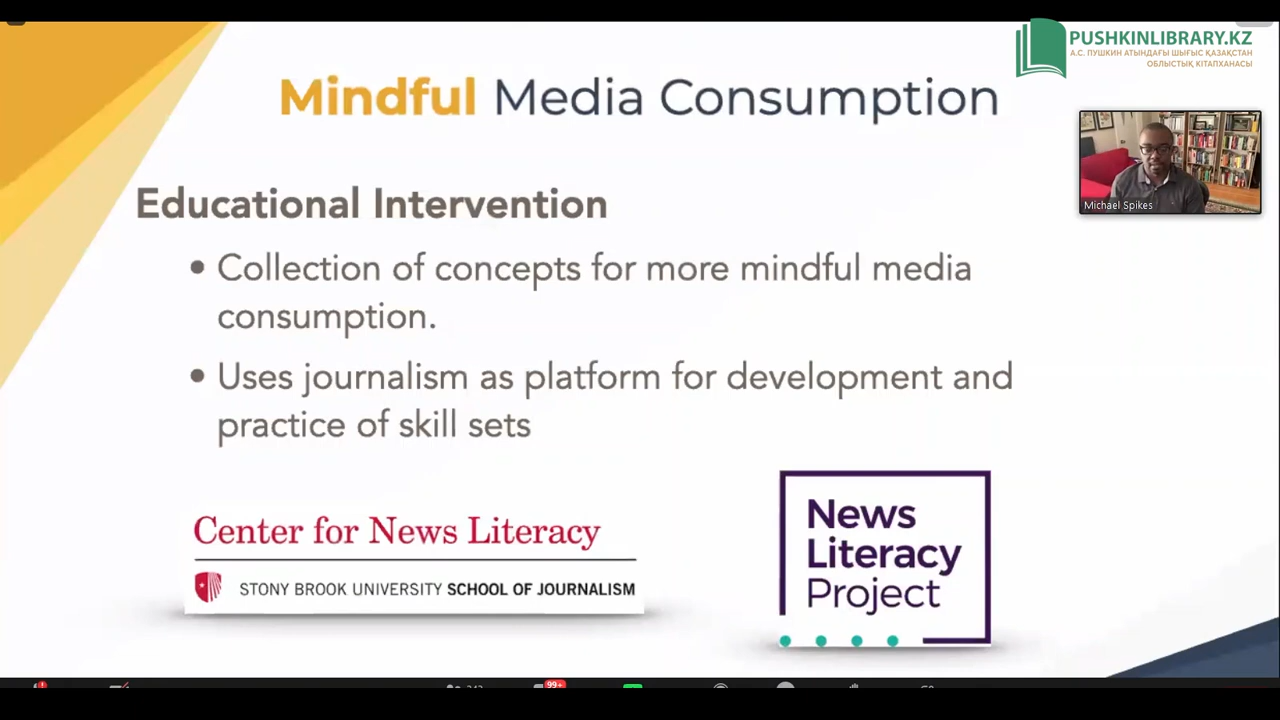 PUSHKINLIBRARY.KZ
А.С. ПУШКИН АТЫНДАҒЫ ШЫҒЫС ҚАЗАҚСТАН
ОБЛЫСТЫҚ КІТАПХАНАСЫ
Mindful Media Consumption
Michael Spikes
Educational Intervention
• Collection of concepts for more mindful media
consumption.
• Uses journalism as platform for development and
practice of skill sets
Center for News Literacy
STONY BROOK UNIVERSITY SCHOOL OF JOURNALISM
News
Literacy
Project
99+